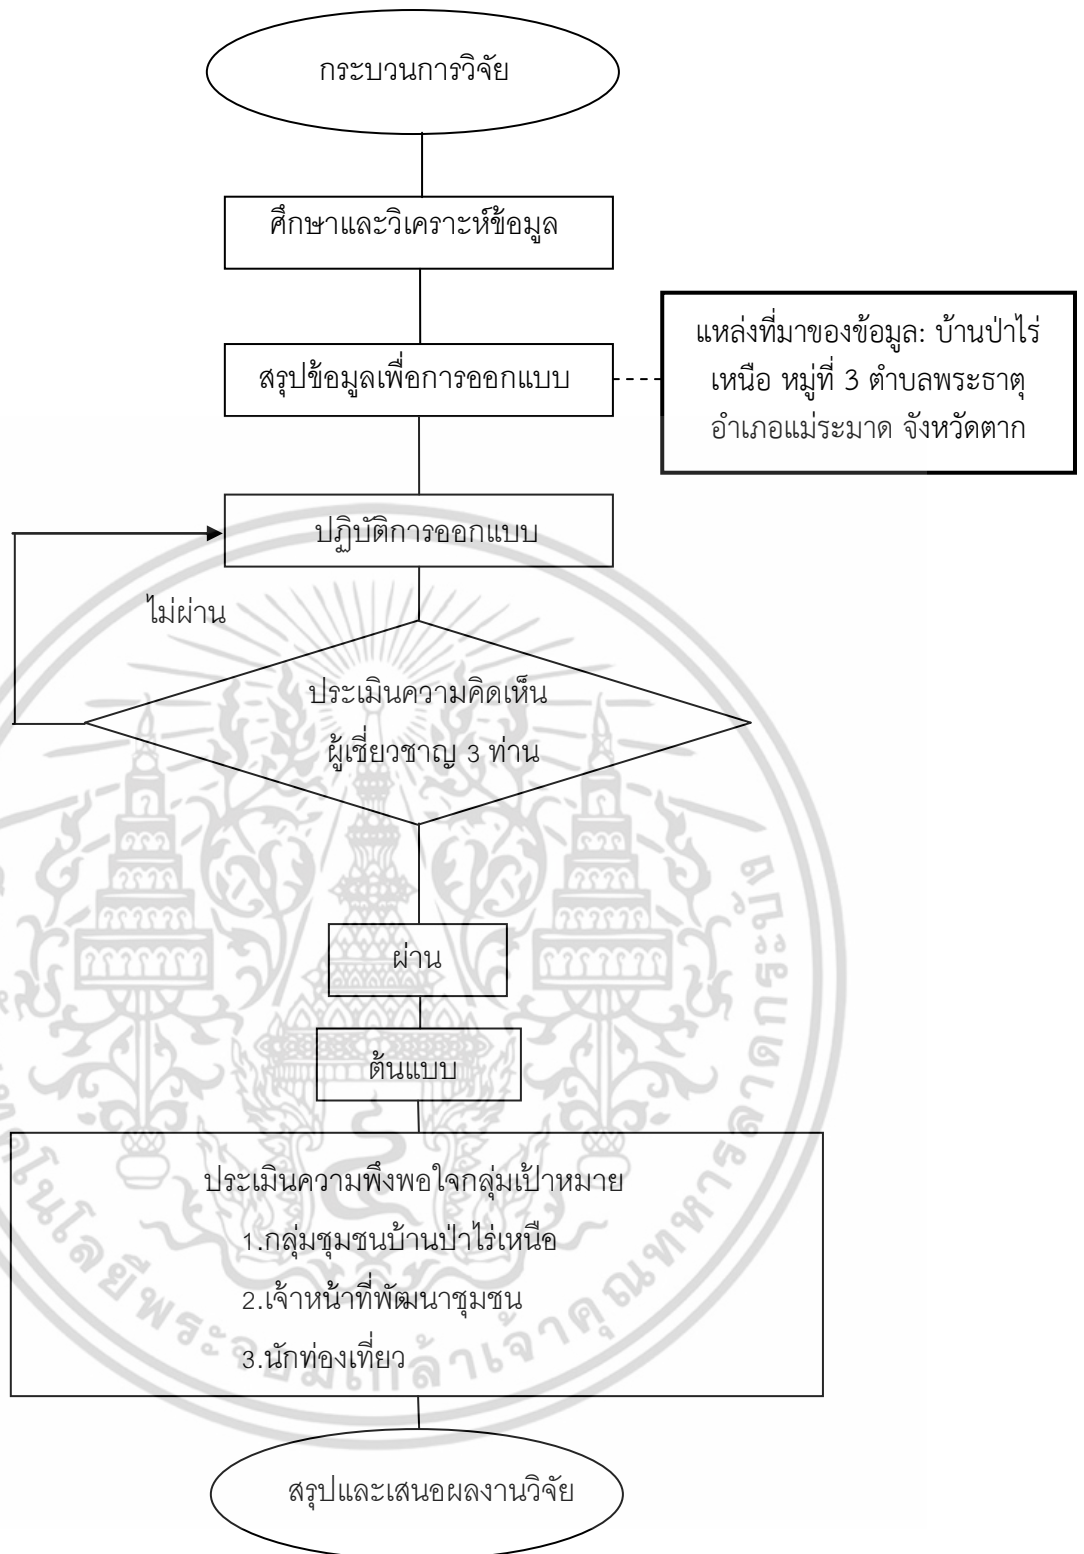 กระบวนการวิจัย
ศึกษาและวิเคราะห์ข้อมูล
สรุปข้อมูลเพื่อการออกแบบ
แหล่งที่มาของข้อมูล: บ้านป่าไร่
เหนือ หมู่ที่ 3 ตำบลพระธาตุ
อำเภอแม่ระมาด จังหวัดตาก
ปฏิบัติการออกแบบ
ไม่ผ่าน
ประเมินความคิดเห็น
ผู้เชี่ยวชาญ 3 ท่าน
ผ่าน
ต้นแบบ
ประเมินความพึงพอใจกลุ่มเป้าหมาย
1.กลุ่มชุมชนบ้านป่าไร่เหนือ
2.เจ้าหน้าที่พัฒนาชุมชน
3.นักท่องเที่ยว
สรุปและเสนอผลงานวิจัย